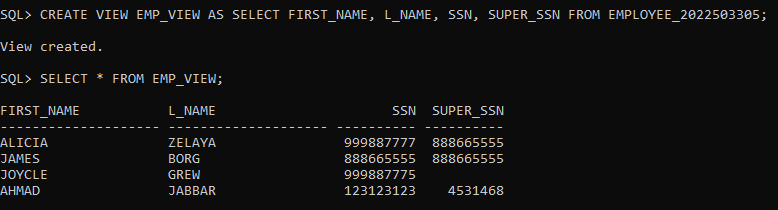 SQL> CREATE VIEW EMP_VIEW AS SELECT FIRST_NAME, L_NAME, SSN, SUPER_SSN FROM EMPLOYEE_2022503305;
View created.
SQL> SELECT * FROM EMP_VIEW;
FIRST_NAME           L_NAME                      SSN  SUPER_SSN
-------------------- -------------------- ---------- ----------
ALICIA               ZELAYA                999887777  888665555
JAMES                BORG                  888665555  888665555
JOYCLE               GREW                  999887775
AHMAD                JABBAR                123123123    4531468